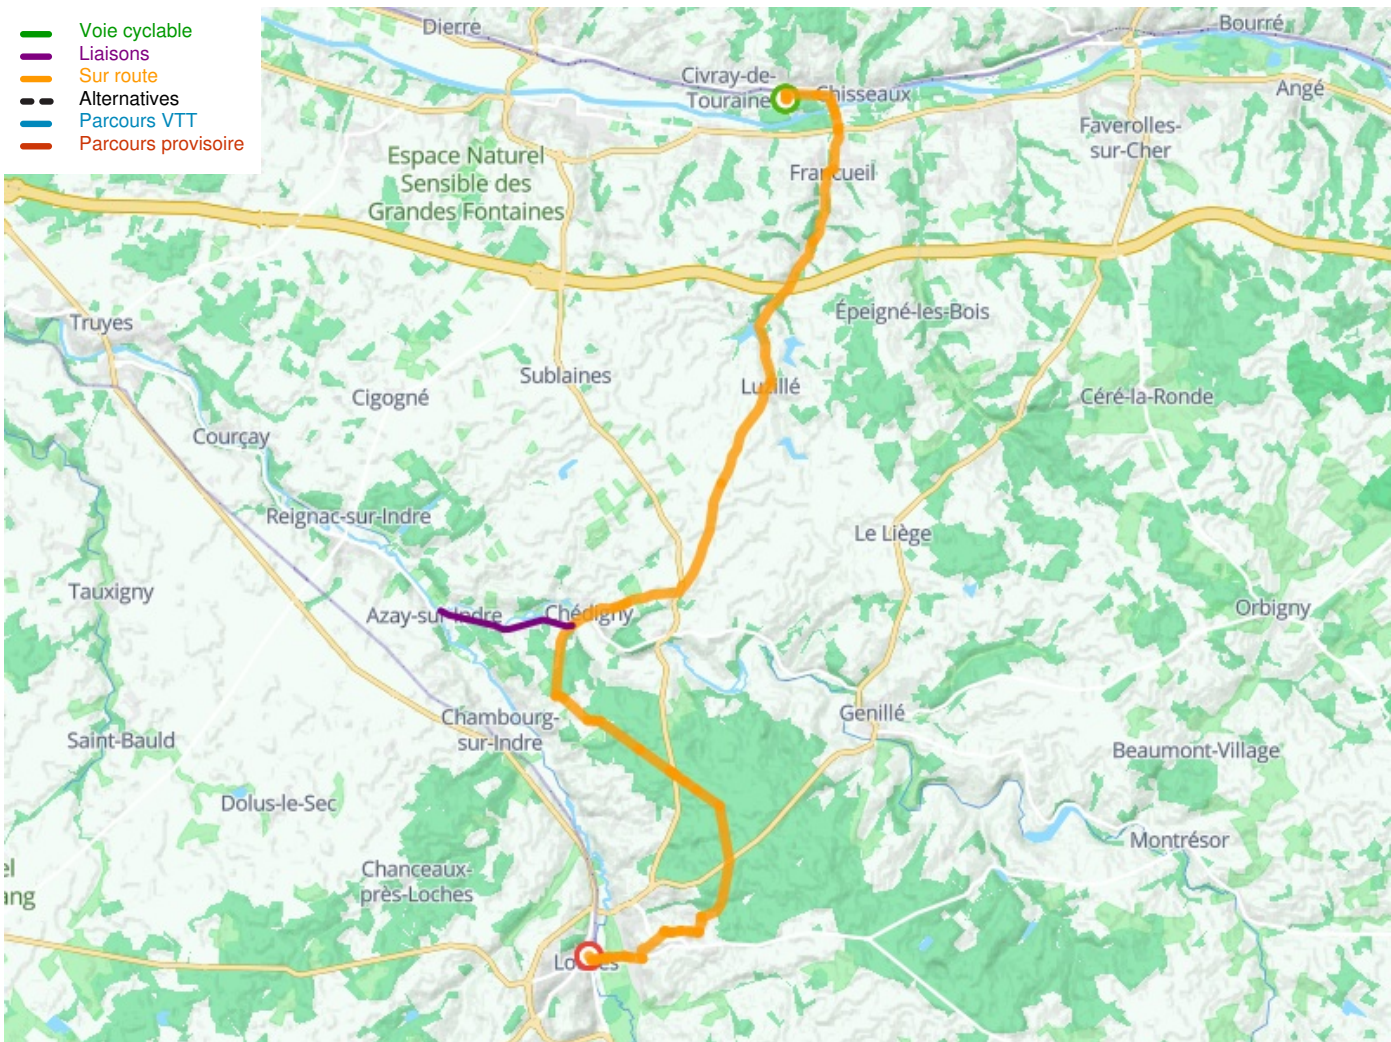 Voie cyclable
Liaisons
Sur route
Alternatives
Parcours VTT
Parcours provisoire
Dierre
Bourré
Civray-de-
Touraine
Chisseaux
Angé
Faverolles-
sur-Cher
Espace Naturel
Sensible des
Grandes Fontaines
Francueil
Épeigné-les-Bois
Truyes
Sublaines
Luzillé
Cigogné
Céré-la-Ronde
Courçay
Reignac-sur-Indre
Le Liège
Tauxigny
Azay-sur-Indre
Chédigny
Orbigny
Chambourg-
sur-Indre
Genillé
Saint-Bauld
Beaumont-Village
Dolus-le-Sec
Montrésor
Chanceaux-
près-Loches
el
ang
Loches